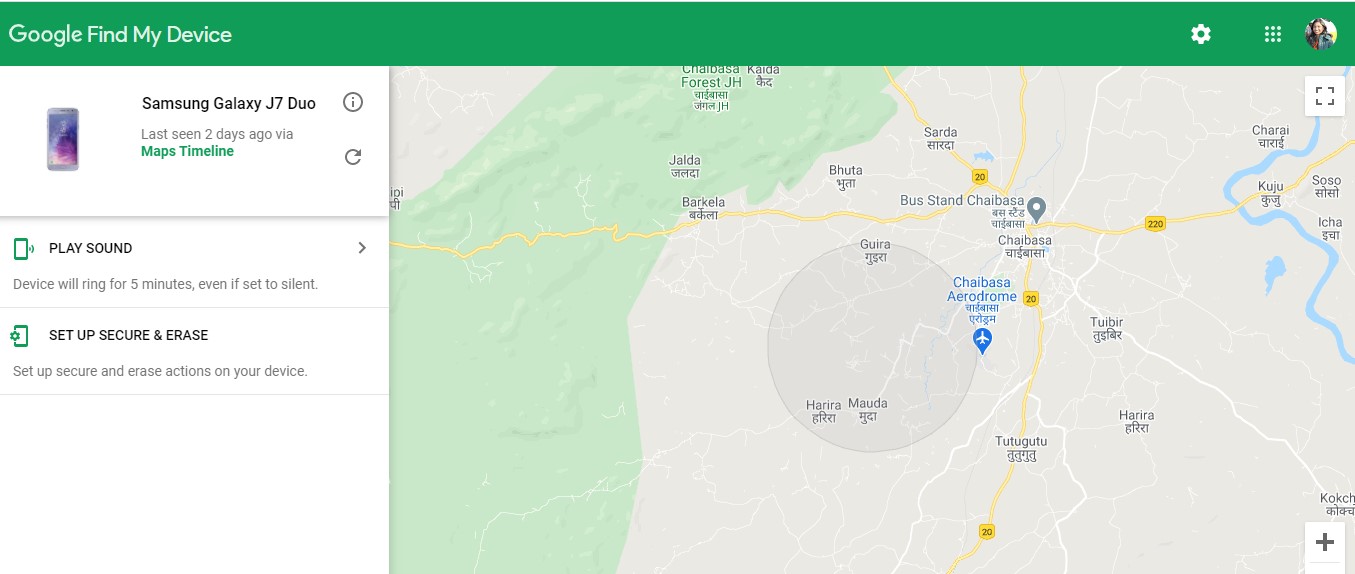 Google Find My Device
Samsung Galaxy J7 Duo
Last seen 2 days ago via
Maps Timeline
PLAY SOUND
Device will ring for 5 minutes, even if set to silent.
SET UP SECURE & ERASE
Set up secure and erase actions on your device.
Chaibasa
Forest JH
चाईबासा
जंगल JH
Kaida
कैद
Sarda
सारदा
Charai
चाराई
Jalda
जलदा
Bhuta
भुता
20
Kuju
कुजु
Soso
सोसो
Barkela
बर्केला
Bus Stand Chaibasa
बस स्टैंड
चाईबासा
220
Icha
इचा
Guira
गुइरा
Chaibasa
चाईबासा
Chaibasa
Aerodrome
चाईबासा
एरोड्रम
20
Tuibir
तुइबिर
Harira
हरिरा
Mauda
मुदा
Harira
हरिरा
Tutugutu
तुतुगुतु
20